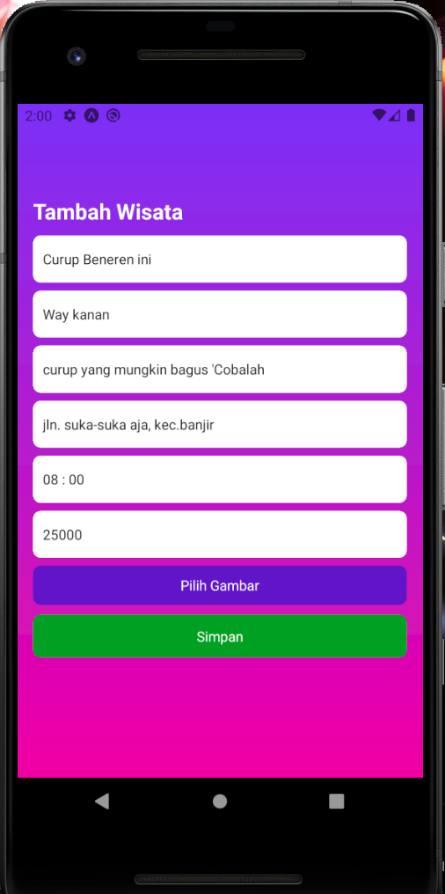 2:00
Tambah Wisata
Curup Beneren ini
Way kanan
curup yang mungkin bagus 'Cobalah
jln. suka-suka aja, kec.banjir
08 : 00
25000
Pilih Gambar
Simpan